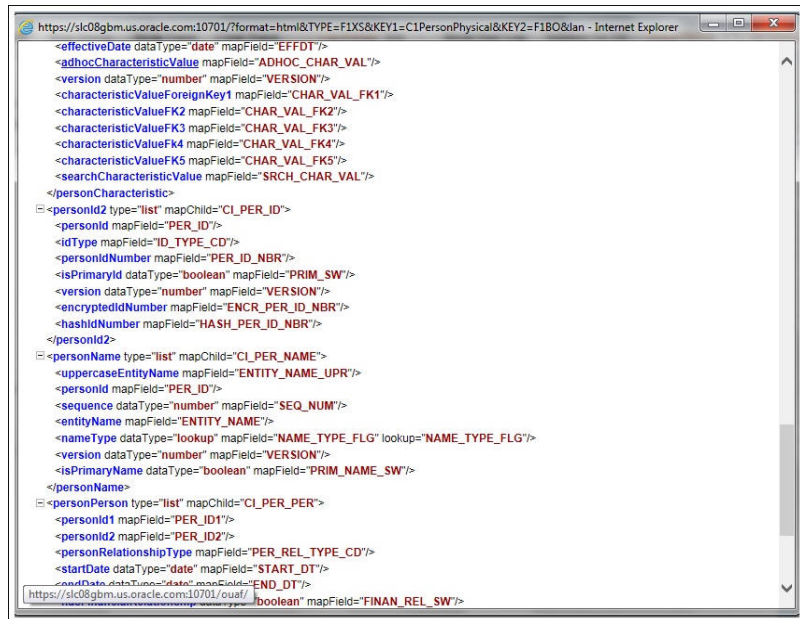 https://slc08gbm.us.oracle.com:10701/?format=html&TYPE=F1XS&KEY1=C1PersonPhysical&KEY2=F1BO&lan - Internet Explorer
<effectiveDate dataType="date" mapField="EFFDT"/>
<adhocCharacteristicValue mapField="ADHOC_CHAR_VAL"/>
<version dataType="number" mapField="VERSION"/>
<characteristicValueForeignKey1 mapField="CHAR_VAL_FK1"/>
<characteristicValueFK2 mapField="CHAR_VAL_FK2"/>
<characteristicValueFK3 mapField="CHAR_VAL_FK3"/>
<characteristicValueFk4 mapField="CHAR_VAL_FK4"/>
<characteristicValueFK5 mapField="CHAR_VAL_FK5"/>
<searchCharacteristicValue mapField="SRCH_CHAR_VAL"/>
</personCharacteristic>
<personId2 type="list" mapChild="CI_PER_ID">
<personId mapField="PER_ID"/>
<idType mapField="ID_TYPE_CD"/>
<personIdNumber mapField="PER_ID_NBR"/>
<isPrimaryId dataType="boolean" mapField="PRIM_SW"/>
<version dataType="number" mapField="VERSION"/>
<encryptedIdNumber mapField="ENCR_PER_ID_NBR"/>
<hashIdNumber mapField="HASH_PER_ID_NBR"/>
</personId2>
<personName type="list" mapChild="CI_PER_NAME">
<uppercaseEntityName mapField="ENTITY_NAME_UPR"/>
<personId mapField="PER_ID"/>
<sequence dataType="number" mapField="SEQ_NUM"/>
<entityName mapField="ENTITY_NAME"/>
<nameType dataType="lookup" mapField="NAME_TYPE_FLG" lookup="NAME_TYPE_FLG"/>
<version dataType="number" mapField="VERSION"/>
<isPrimaryName dataType="boolean" mapField="PRIM_NAME_SW"/>
</personName>
<personPerson type="list" mapChild="CI_PER_PER">
<personId1 mapField="PER_ID1"/>
<personId2 mapField="PER_ID2"/>
<personRelationshipType mapField="PER_REL_TYPE_CD"/>
<startDate dataType="date" mapField="START_DT"/>
<endDate dataType="date" mapField="END_DT"/>
https://slc08gbm.us.oracle.com:10701/ouaf/
"boolean" mapField="FINAN_REL_SW"/>